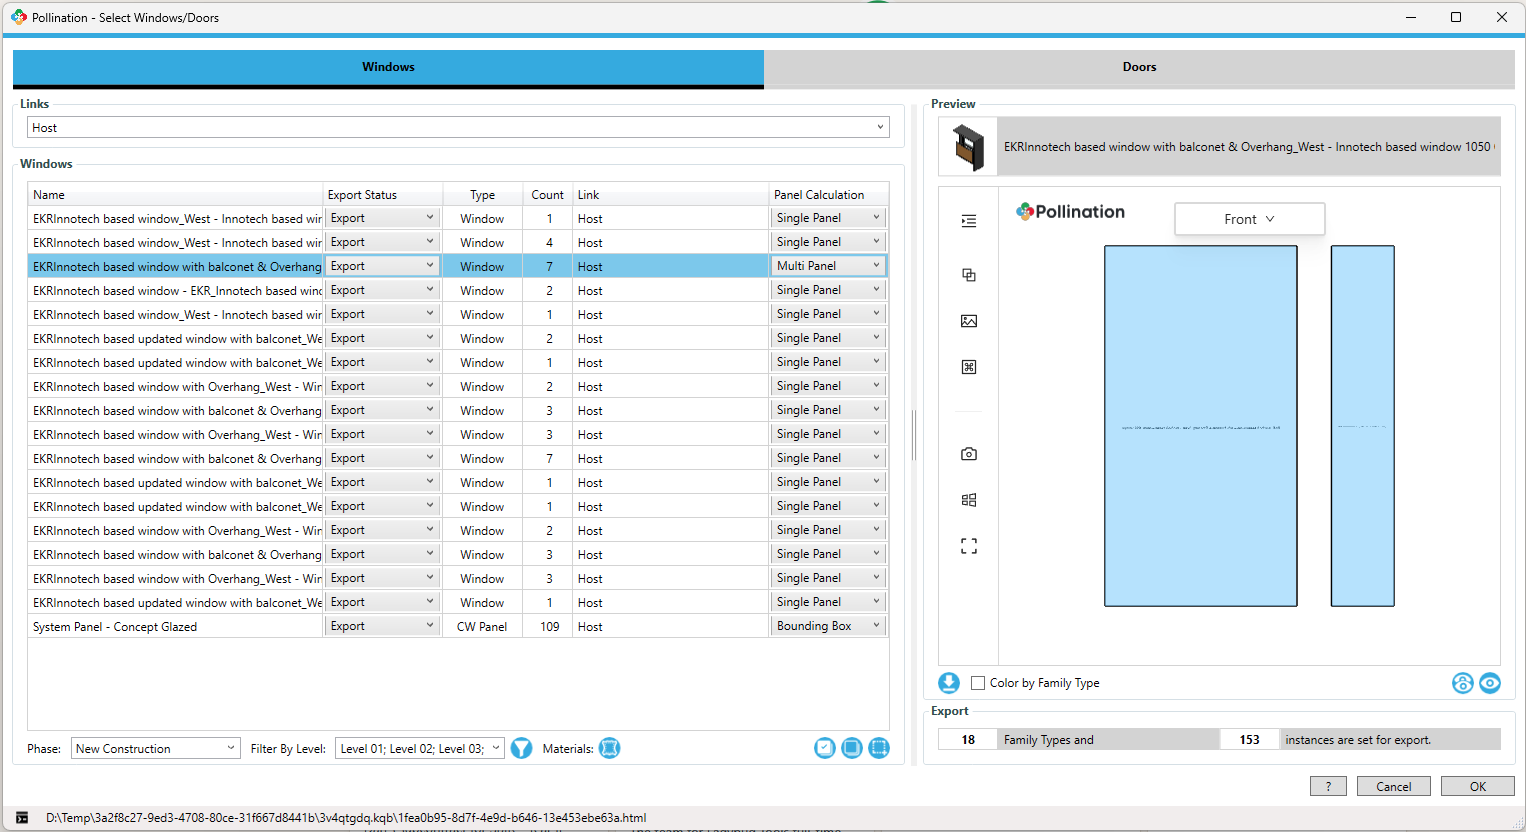 Pollination - Select Windows/Doors
Windows
Doors
Links
Host
Windows
Name Export Status Type Count Link Panel Calculation
EKRInnotech based window_West - Innotech based wir Export Window 1 Host Single Panel
EKRInnotech based window_West - Innotech based wir Export Window 4 Host Single Panel
EKRInnotech based window with balconet & Overhang Export Window 7 Host Multi Panel
EKRInnotech based window - EKR_Innotech based winc Export Window 2 Host Single Panel
EKRInnotech based window_West - Innotech based wir Export Window 1 Host Single Panel
EKRInnotech based updated window with balconet_We Export Window 2 Host Single Panel
EKRInnotech based updated window with balconet_We Export Window 1 Host Single Panel
EKRInnotech based window with Overhang_West - Wir Export Window 2 Host Single Panel
EKRInnotech based window with balconet & Overhang Export Window 3 Host Single Panel
EKRInnotech based window with Overhang_West - Wir Export Window 3 Host Single Panel
EKRInnotech based window with balconet & Overhang Export Window 7 Host Single Panel
EKRInnotech based updated window with balconet_We Export Window 1 Host Single Panel
EKRInnotech based updated window with balconet_We Export Window 1 Host Single Panel
EKRInnotech based window with Overhang_West - Wir Export Window 2 Host Single Panel
EKRInnotech based window with balconet & Overhang Export Window 3 Host Single Panel
EKRInnotech based window with Overhang_West - Wir Export Window 3 Host Single Panel
EKRInnotech based updated window with balconet_We Export Window 1 Host Single Panel
System Panel - Concept Glazed Export CW Panel 109 Host Bounding Box
Phase: New Construction Filter By Level: Level 01; Level 02; Level 03; Materials:
Preview
EKRInnotech based window with balconet & Overhang_West - Innotech based window 1050
Pollination
Front
Color by Family Type
Export
18 Family Types and 153 instances are set for export.
? Cancel OK
D:\Temp\3a2f8c27-9ed3-4708-80ce-31f667d8441b\3v4qtgdq.kqb\1fea0b95-8d7f-4e9d-b646-13e453ebe63a.html